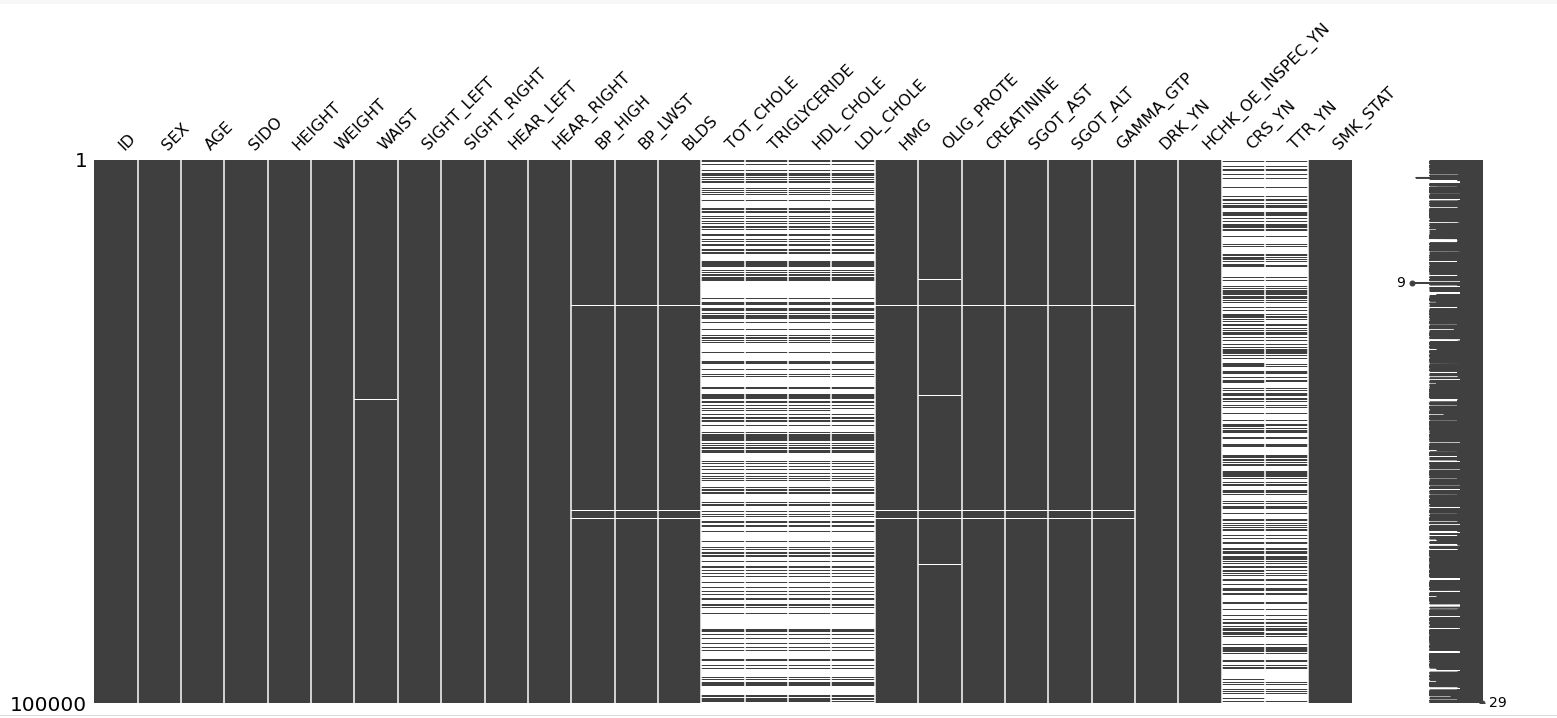 ID
SEX
AGE
SIDO
HEIGHT
WEIGHT
WAIST
SIGHT_LEFT
SIGHT_RIGHT
HEAR_LEFT
HEAR_RIGHT
BP_HIGH
BP_LWST
BLDS
TOT_CHOLE
TRIGLYCERIDE
HDL_CHOLE
LDL_CHOLE
HMG
OLIG_PROTE
CREATININE
SGOT_AST
SGOT_ALT
GAMMA_GTP
DRK_YN
HCHK_OE_INSPEC_YN
CRS_YN
TTR_YN
SMK_STAT
1
9
100000
29